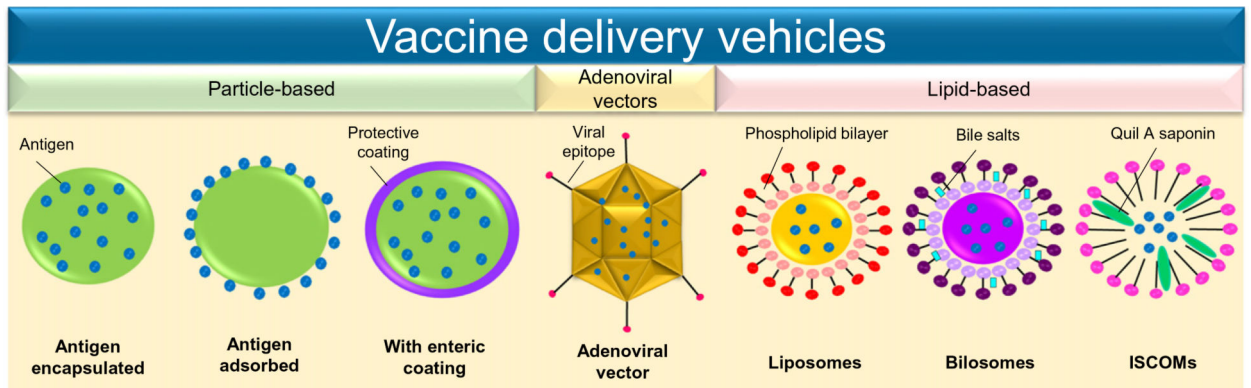 Vaccine delivery vehicles
Particle-based
Adenoviral
vectors
Lipid-based
Antigen
Protective
coating
Viral
epitope
Phospholipid bilayer
Bile salts
Quil A saponin
Antigen
encapsulated
Antigen
adsorbed
With enteric
coating
Adenoviral
vector
Liposomes
Bilosomes
ISCOMs